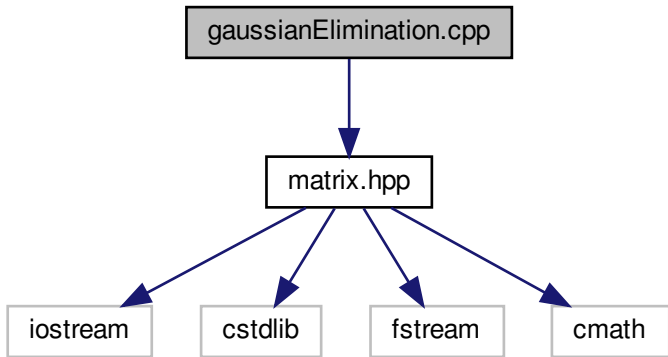 gaussianElimination.cpp
matrix.hpp
iostream
cstdlib
fstream
cmath